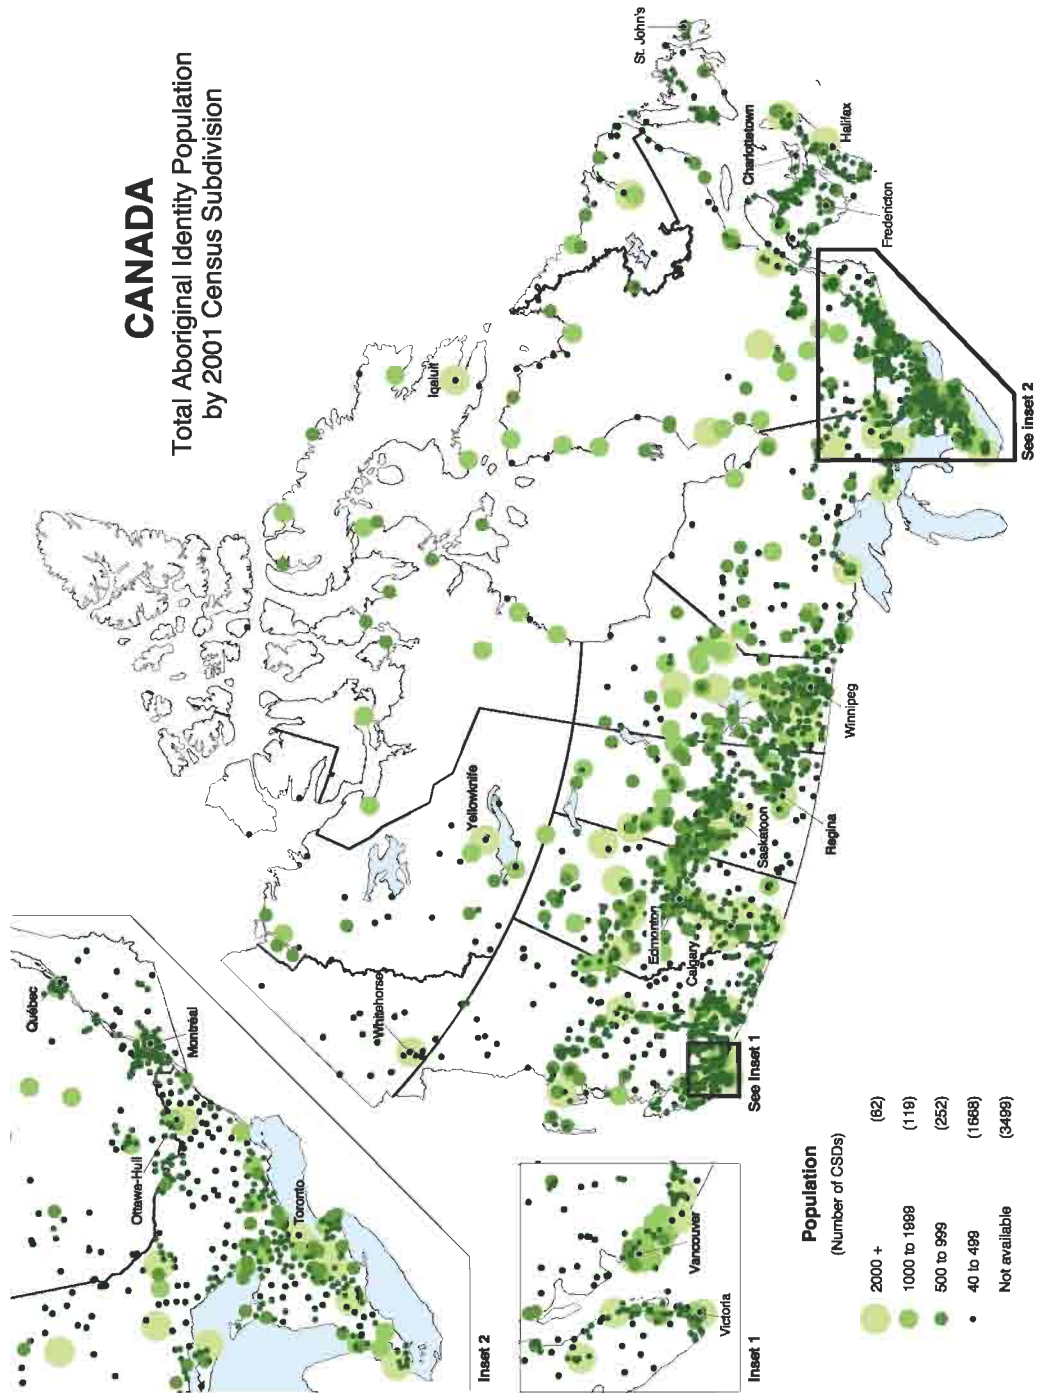 CANADA
Total Aboriginal Identity Population
by 2001 Census Subdivision
St. John's
Charlottetown
Halifax
Fredericton
Iqaluit
See inset 2
Yellowknife
Whitehorse
Winnipeg
Regina
Saskatoon
Edmonton
Calgary
See Inset 1
Québec
Montréal
Ottawa-Hull
Toronto
Inset 2
Vancouver
Victoria
Inset 1
Population
(Number of CSDs)
2000 + (62)
1000 to 1999 (119)
500 to 999 (252)
40 to 499 (1668)
Not available (3499)